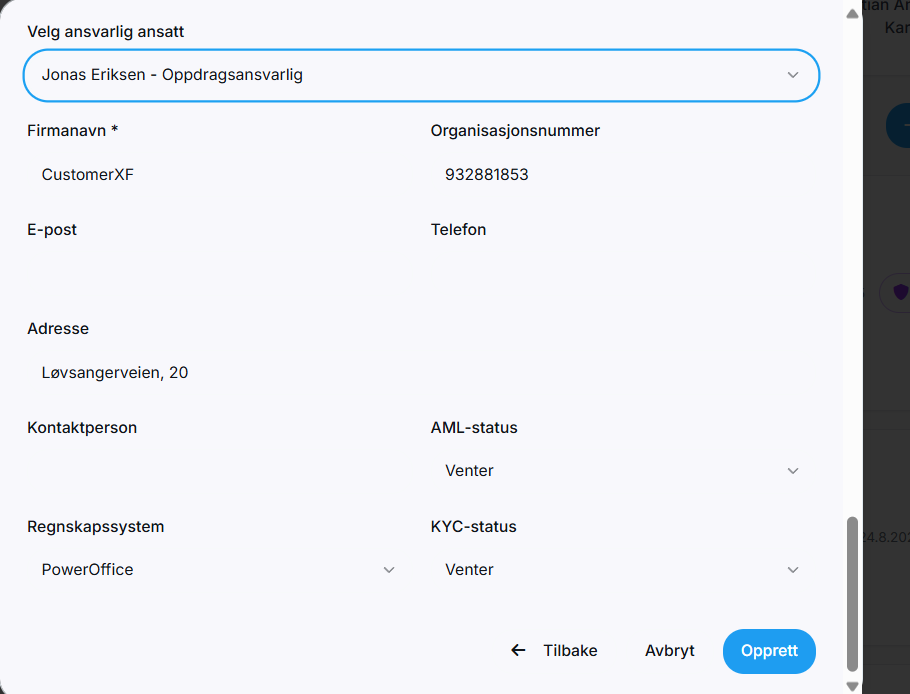 Velg ansvarlig ansatt
Jonas Eriksen - Oppdragsansvarlig
Firmanavn * Organisasjonsnummer
CustomerXF 932881853
E-post Telefon
Adresse
Løvsangerveien, 20
Kontaktperson AML-status
Venter
Regnskapssystem KYC-status
PowerOffice Venter
← Tilbake Avbryt Opprett